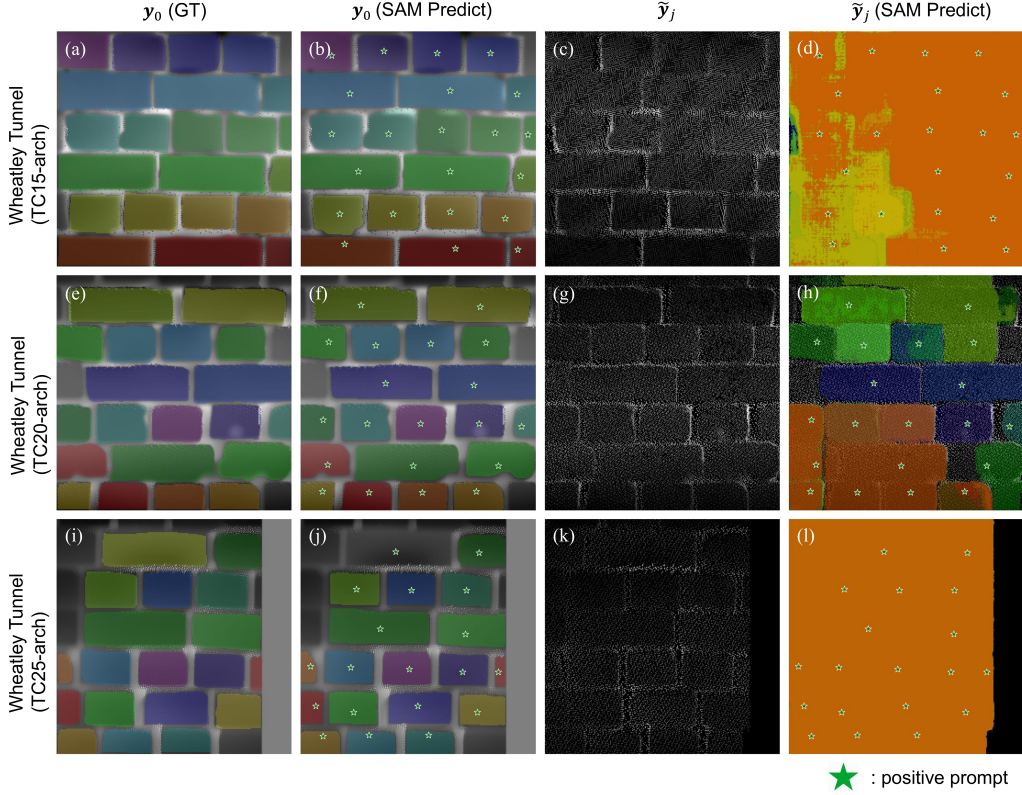 𝒚₀ (GT)
𝒚₀ (SAM Predict)
ỹⱼ
ỹⱼ (SAM Predict)
Wheatley Tunnel
(TC15-arch)
(a)
(b)
(c)
(d)
Wheatley Tunnel
(TC20-arch)
(e)
(f)
(g)
(h)
Wheatley Tunnel
(TC25-arch)
(i)
(j)
(k)
(l)
: positive prompt